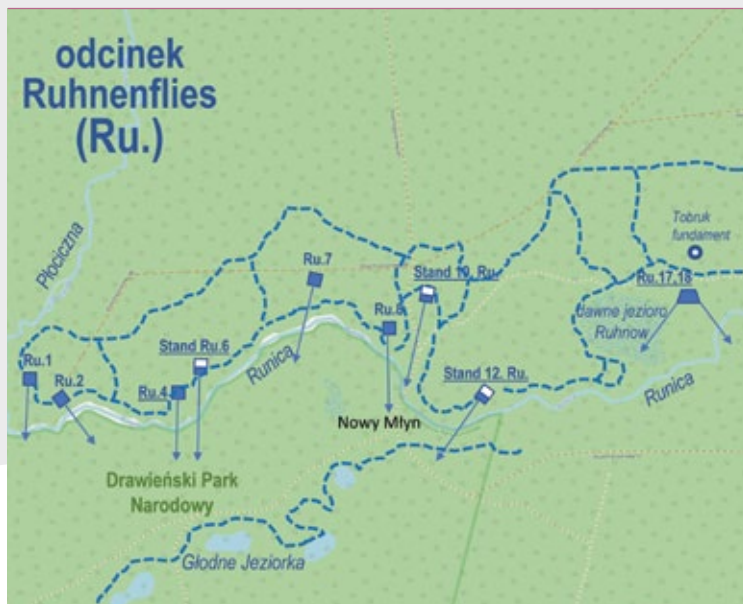 odcinek
Ruhnenflies
(Ru.)
Płociczna
Tobruk
fundament
Ru.7
Stand 10. Ru.
Ru.17,18
dawne jezioro
Ruhnow
Ru.8
Stand Ru.6
Runica
Ru.1
Ru.2
Ru.4
Stand 12. Ru.
Runica
Nowy Młyn
Drawieński Park
Narodowy
Głodne Jeziorka